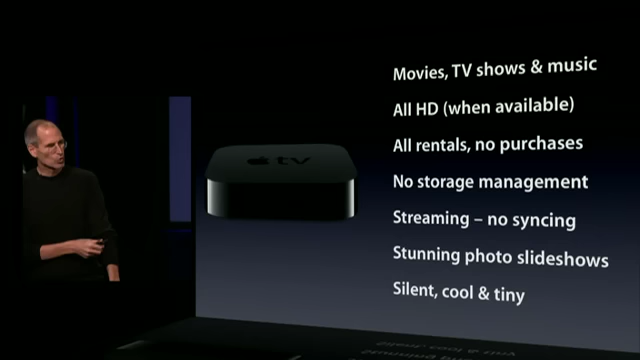 tv
Movies, TV shows & music
All HD (when available)
All rentals, no purchases
No storage management
Streaming – no syncing
Stunning photo slideshows
Silent, cool & tiny